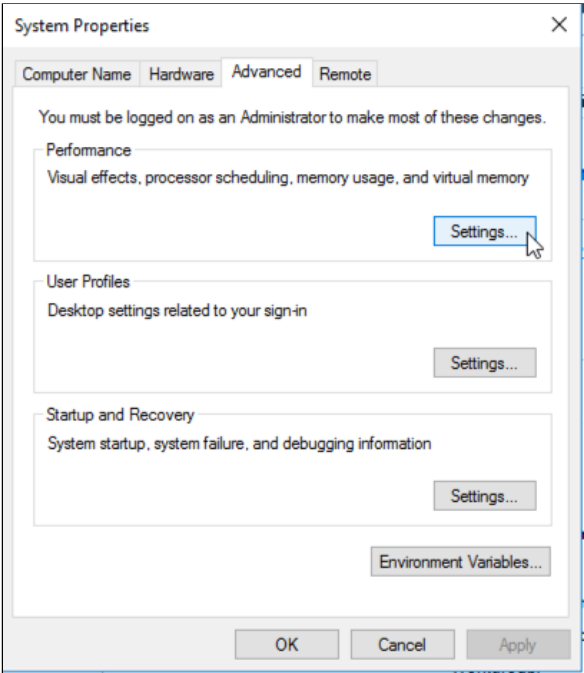 System Properties
Computer Name Hardware Advanced Remote
You must be logged on as an Administrator to make most of these changes.
Performance
Visual effects, processor scheduling, memory usage, and virtual memory
Settings...
User Profiles
Desktop settings related to your sign-in
Settings...
Startup and Recovery
System startup, system failure, and debugging information
Settings...
Environment Variables...
OK Cancel Apply